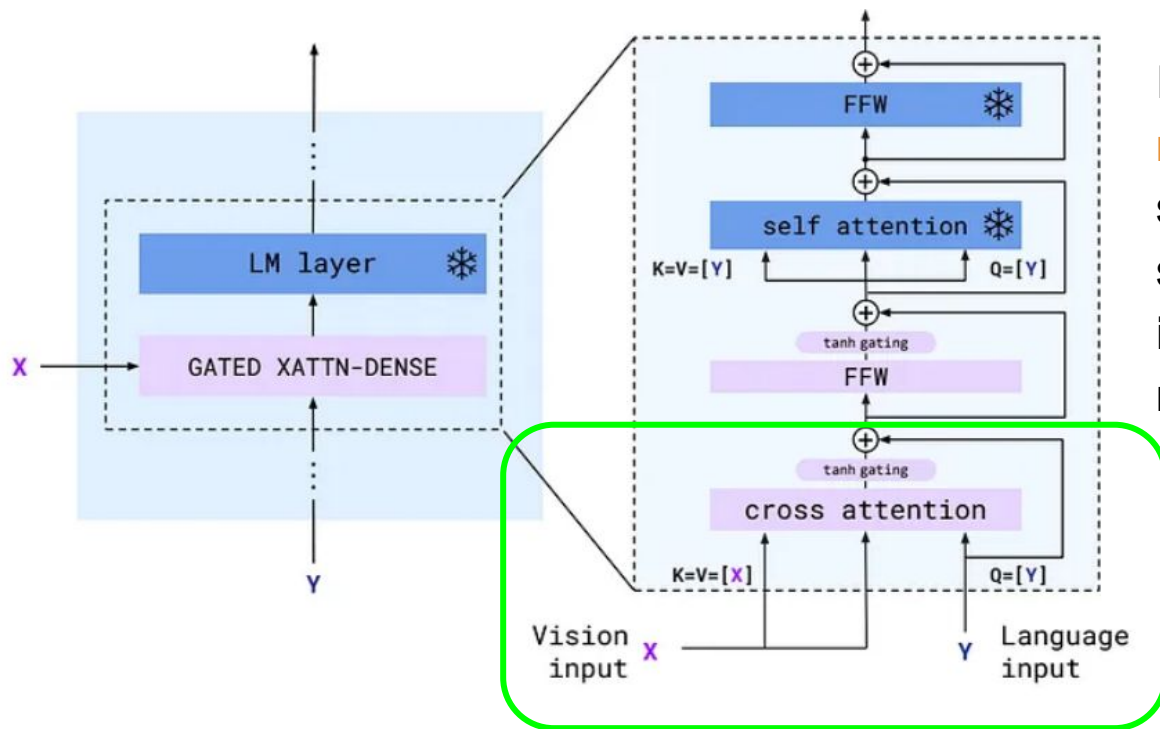 LM layer
GATED XATTN-DENSE
X
Y
FFW
self attention
K=V=[Y]
Q=[Y]
tanh gating
FFW
tanh gating
cross attention
K=V=[X]
Q=[Y]
Vision
input
X
Y
Language
input